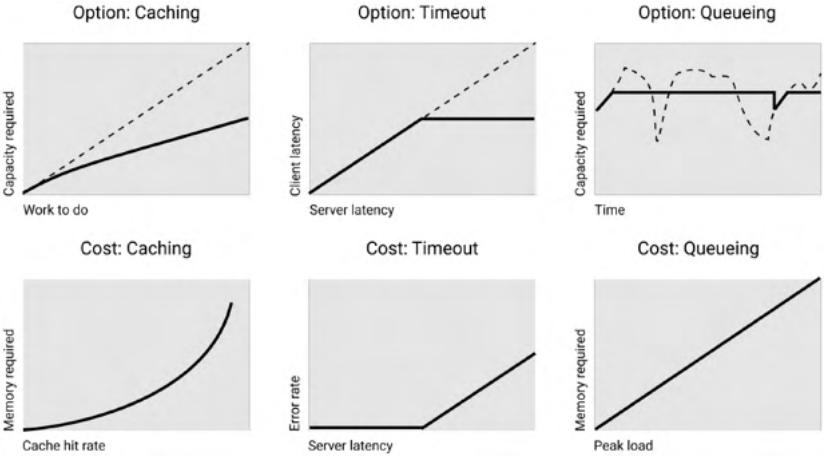 Option: Caching
Option: Timeout
Option: Queueing
Capacity required
Work to do
Client latency
Server latency
Capacity required
Time
Cost: Caching
Cost: Timeout
Cost: Queueing
Memory required
Cache hit rate
Error rate
Server latency
Memory required
Peak load